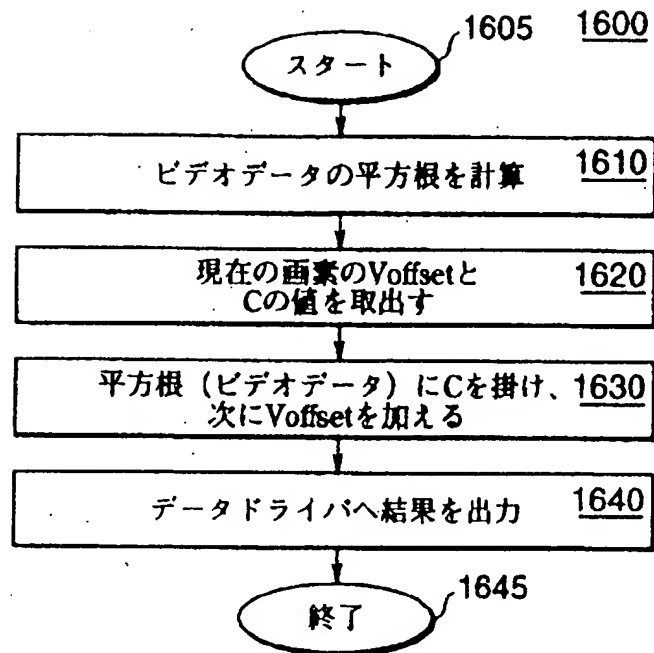 1605
1600
スタート
ビデオデータの平方根を計算
1610
現在の画素のVoffsetと
Cの値を取出す
1620
平方根（ビデオデータ）にCを掛け、
次にVoffsetを加える
1630
データドライバへ結果を出力
1640
1645
終了